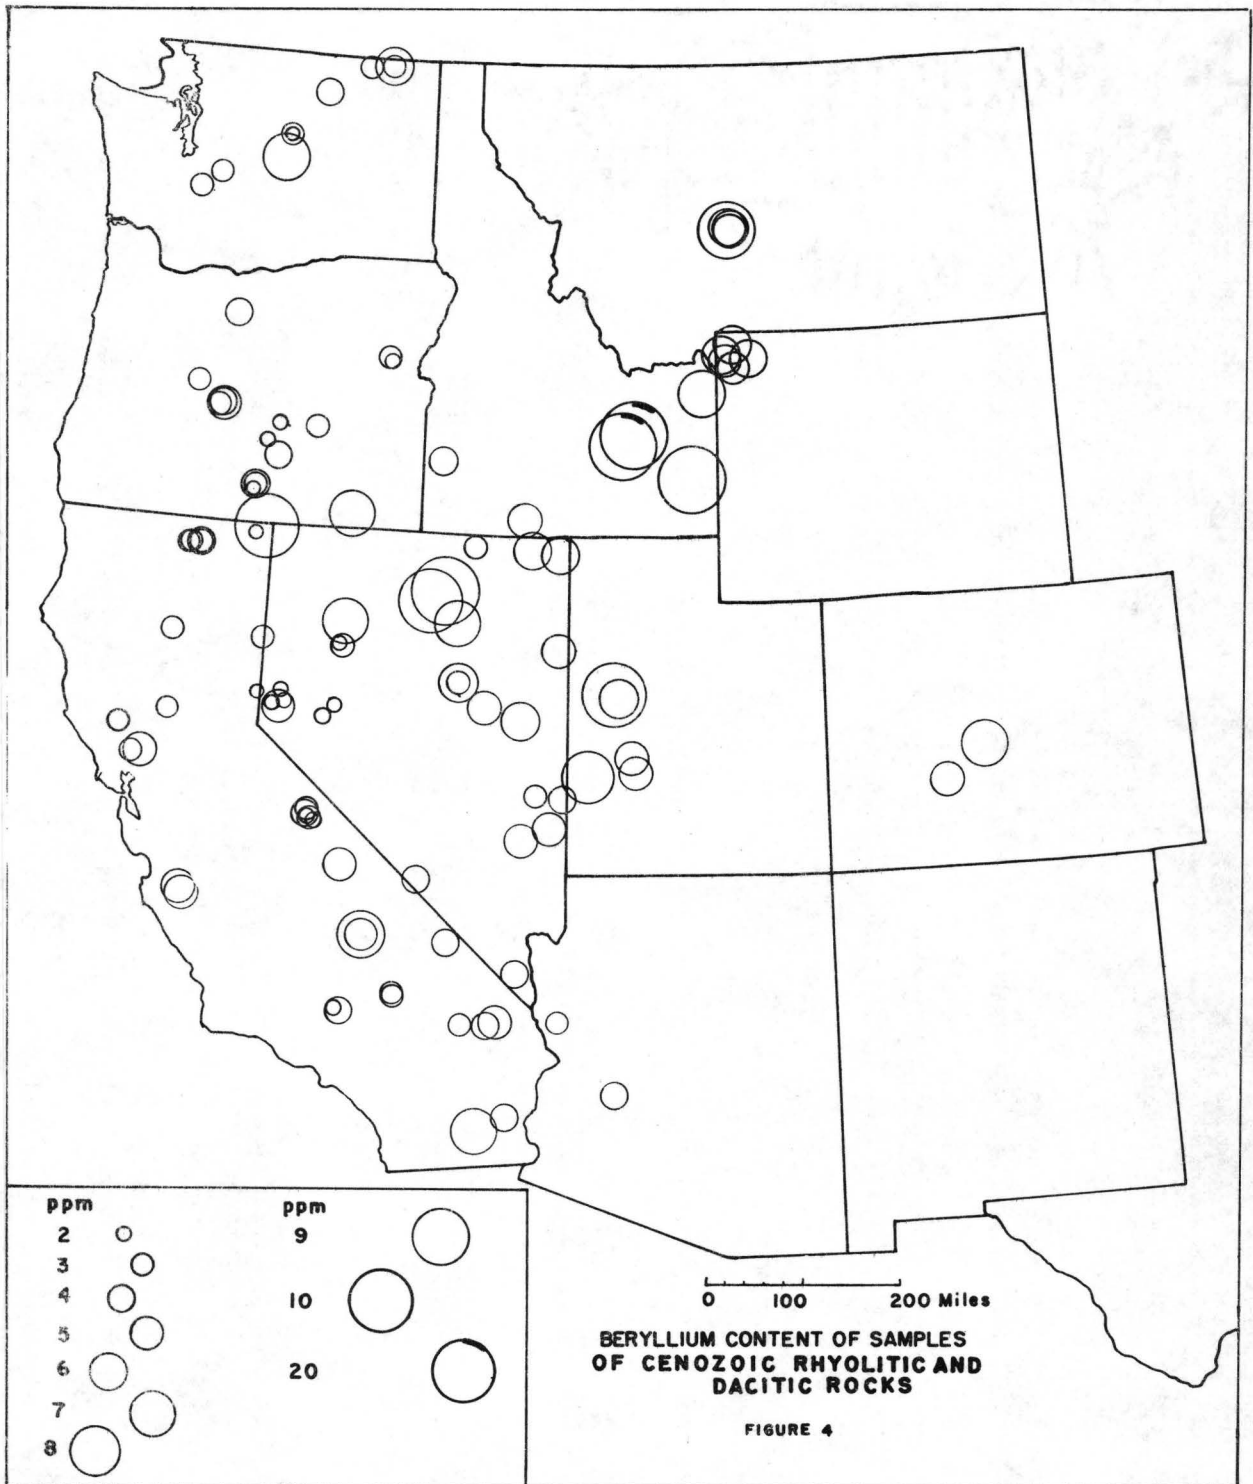 ppm
2
3
4
5
6
7
8
ppm
9
10
20
0 100 200 Miles
BERYLLIUM CONTENT OF SAMPLES
OF CENOZOIC RHYOLITIC AND
DACITIC ROCKS
FIGURE 4